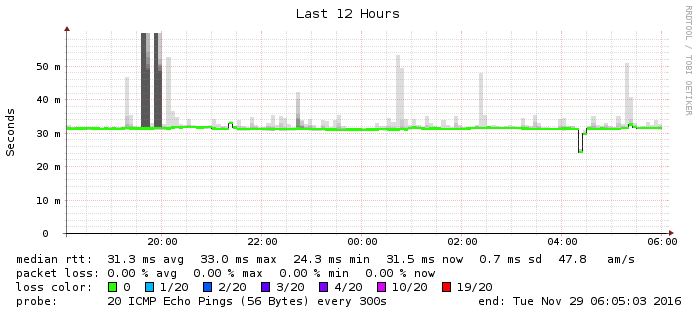 Last 12 Hours
RRDTOOL / TOBI OETIKER
Seconds
50 m
40 m
30 m
20 m
10 m
0
20:00 22:00 00:00 02:00 04:00 06:00
median rtt: 31.3 ms avg 33.0 ms max 24.3 ms min 31.5 ms now 0.7 ms sd 47.8 am/s
packet loss: 0.00 % avg 0.00 % max 0.00 % min 0.00 % now
loss color: 0 1/20 2/20 3/20 4/20 10/20 19/20
probe: 20 ICMP Echo Pings (56 Bytes) every 300s end: Tue Nov 29 06:05:03 2016